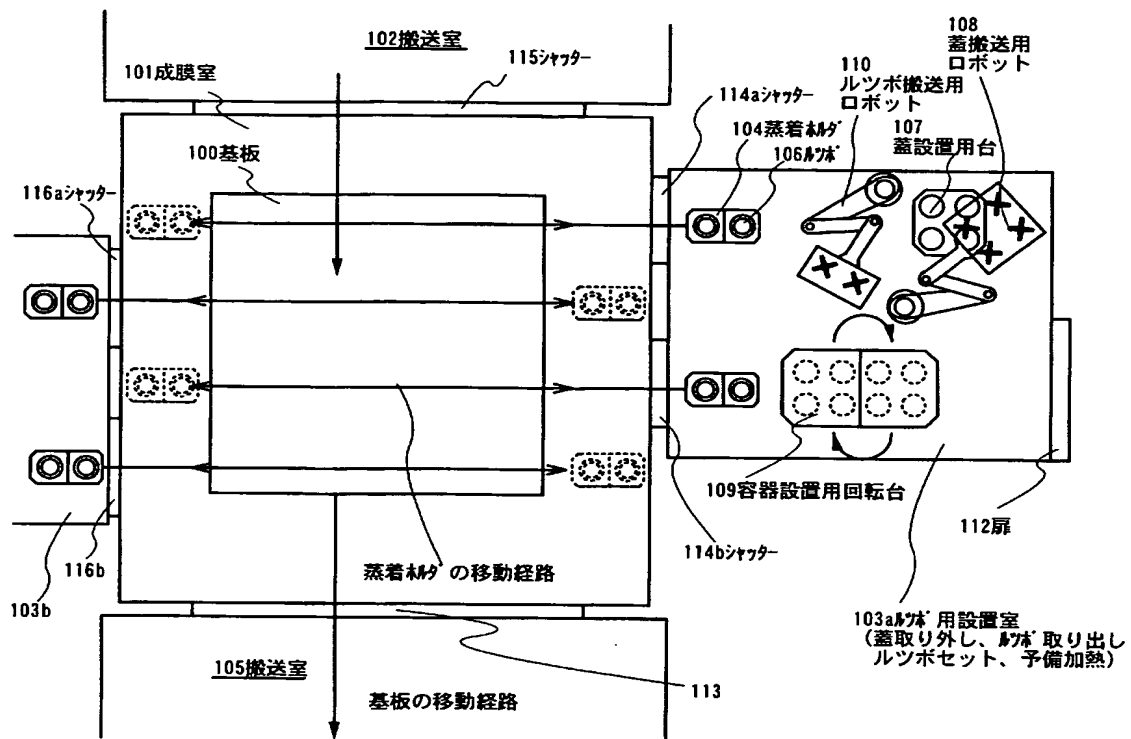 102搬送室
108
蓋搬送用
ロボット
115シャッター
110
ルツボ搬送用
ロボット
101成膜室
114aシャッター
104蒸着ホルダ
106ルツボ
107
蓋設置用台
100基板
116aシャッター
109容器設置用回転台
112扉
114bシャッター
蒸着ホルダの移動経路
116b
103b
103aルツボ用設置室
(蓋取り外し、ルツボ取り出し
ルツボセット、予備加熱)
105搬送室
113
基板の移動経路